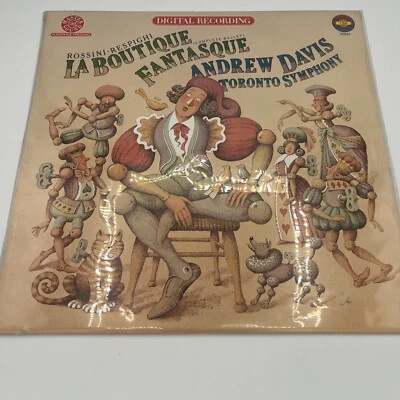 DIGITAL RECORDING
ROSSINI-RESPIGHI
LA BOUTIQUE
FANTASQUE
(COMPLETE BALLET)
ANDREW DAVIS
TORONTO SYMPHONY